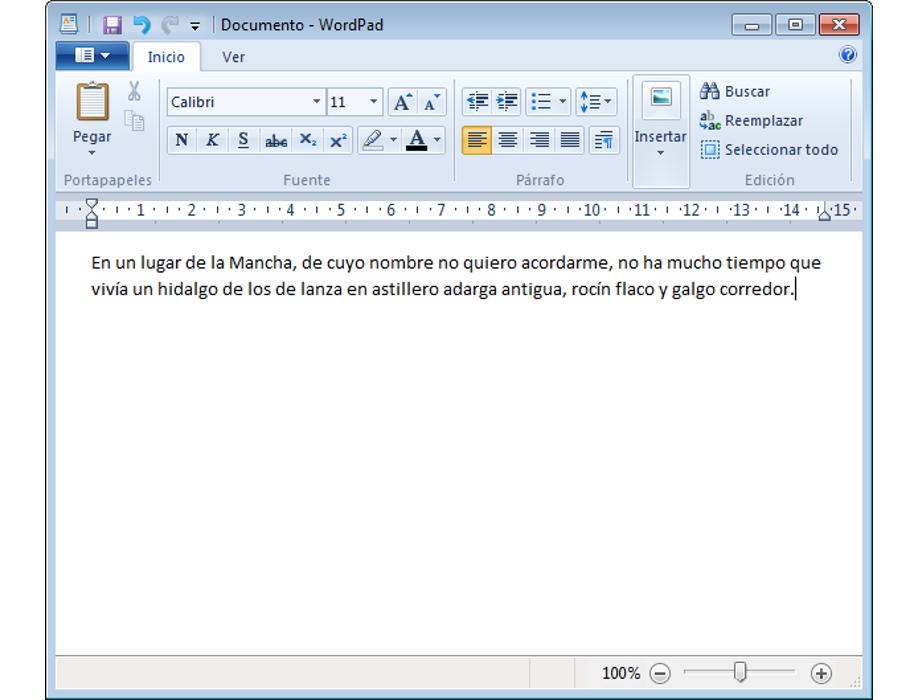 Documento - WordPad
Inicio Ver
Pegar
Portapapeles
Calibri 11
N K S abc X₂ X² A
Fuente
Párrafo
Insertar
Buscar
Reemplazar
Seleccionar todo
Edición
1 2 3 4 5 6 7 8 9 10 11 12 13 14 15
En un lugar de la Mancha, de cuyo nombre no quiero acordarme, no ha mucho tiempo que
vivía un hidalgo de los de lanza en astillero adarga antigua, rocín flaco y galgo corredor.
100%